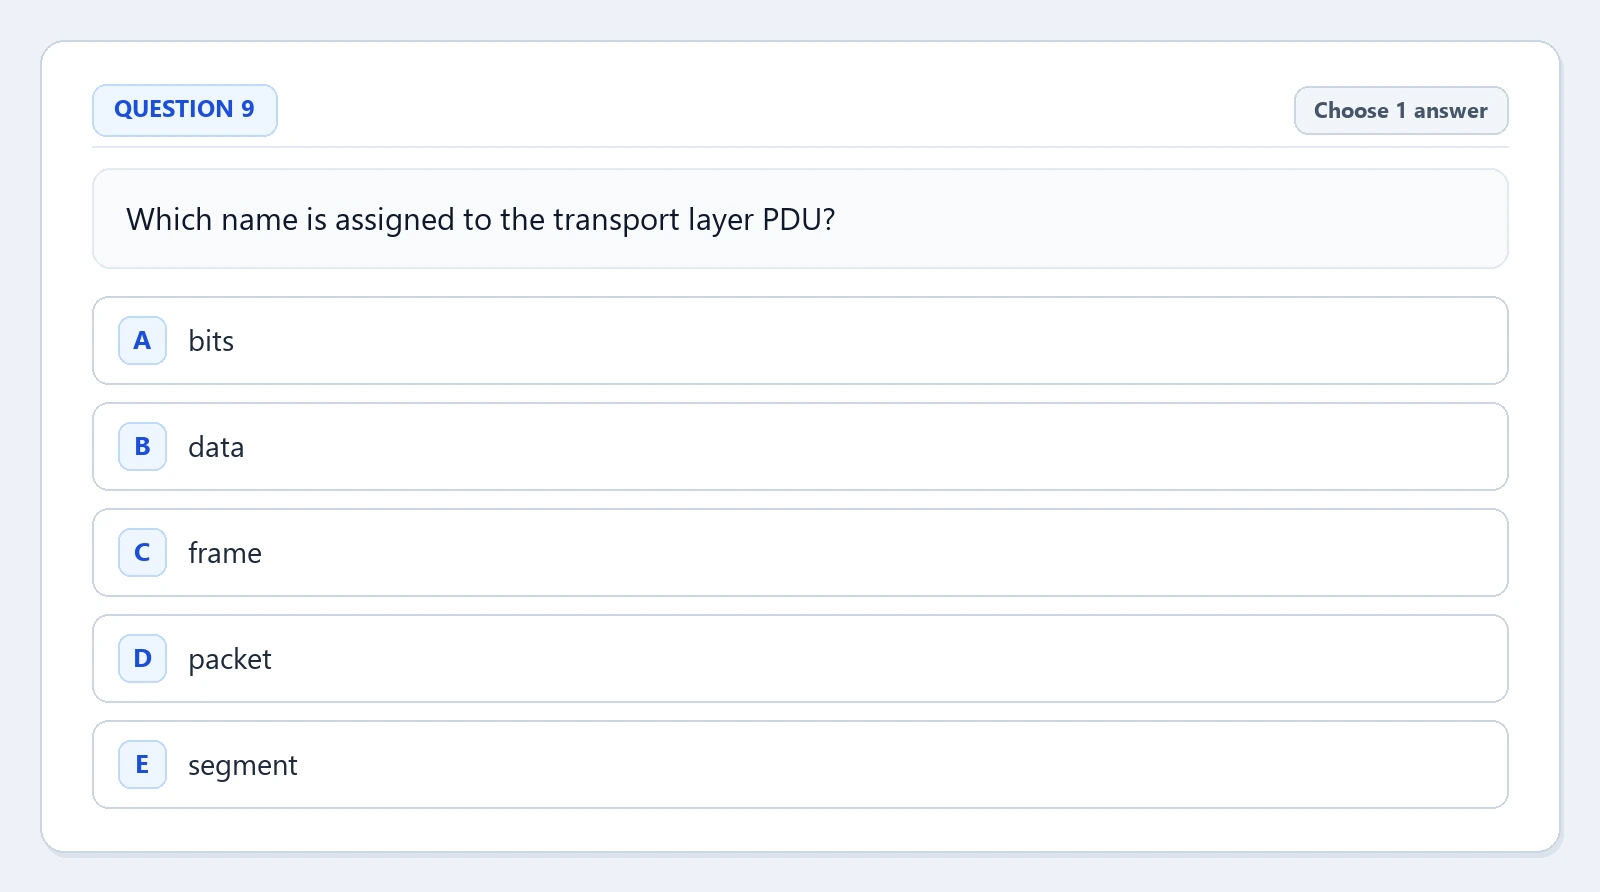 QUESTION 9
Choose 1 answer
Which name is assigned to the transport layer PDU?
A bits
B data
C frame
D packet
E segment